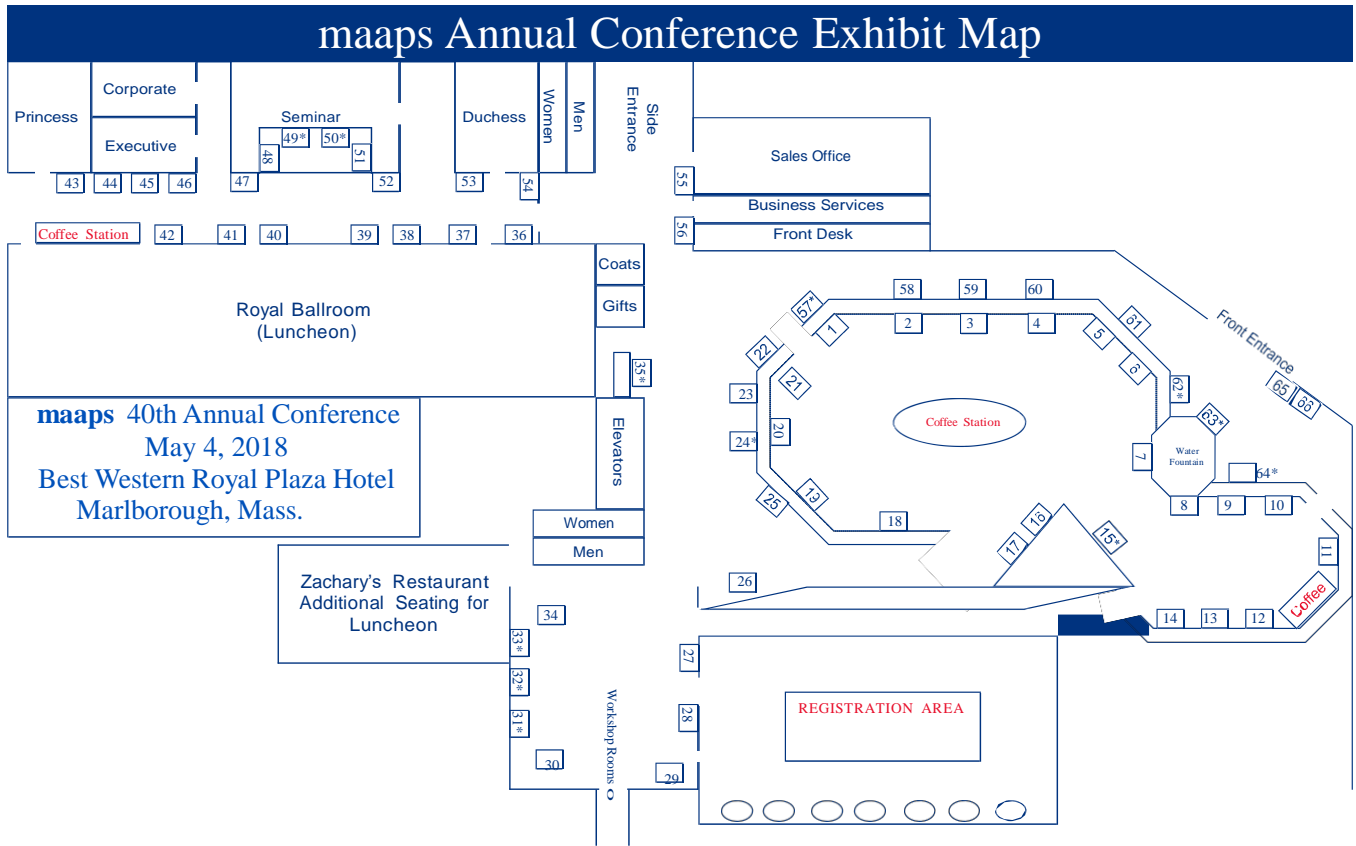 maaps Annual Conference Exhibit Map
Princess
Corporate
Executive
Seminar
49*
50*
48
51
Duchess
Women
Men
Side
Entrance
Sales Office
Business Services
Front Desk
55
56
43
44
45
46
47
52
53
54
Coffee Station
42
41
40
39
38
37
36
Royal Ballroom
(Luncheon)
Coats
Gifts
35*
Elevators
Women
Men
maaps 40th Annual Conference
May 4, 2018
Best Western Royal Plaza Hotel
Marlborough, Mass.
Zachary's Restaurant
Additional Seating for
Luncheon
34
33*
32*
31*
30
29
Workshop Rooms
57*
58
59
60
61
1
2
3
4
5
6
62*
63*
Front Entrance
65
66
22
21
23
24*
20
25
19
18
Coffee Station
7
Water
Fountain
64*
8
9
10
11
Coffee
12
13
14
15*
16
17
26
27
28
REGISTRATION AREA